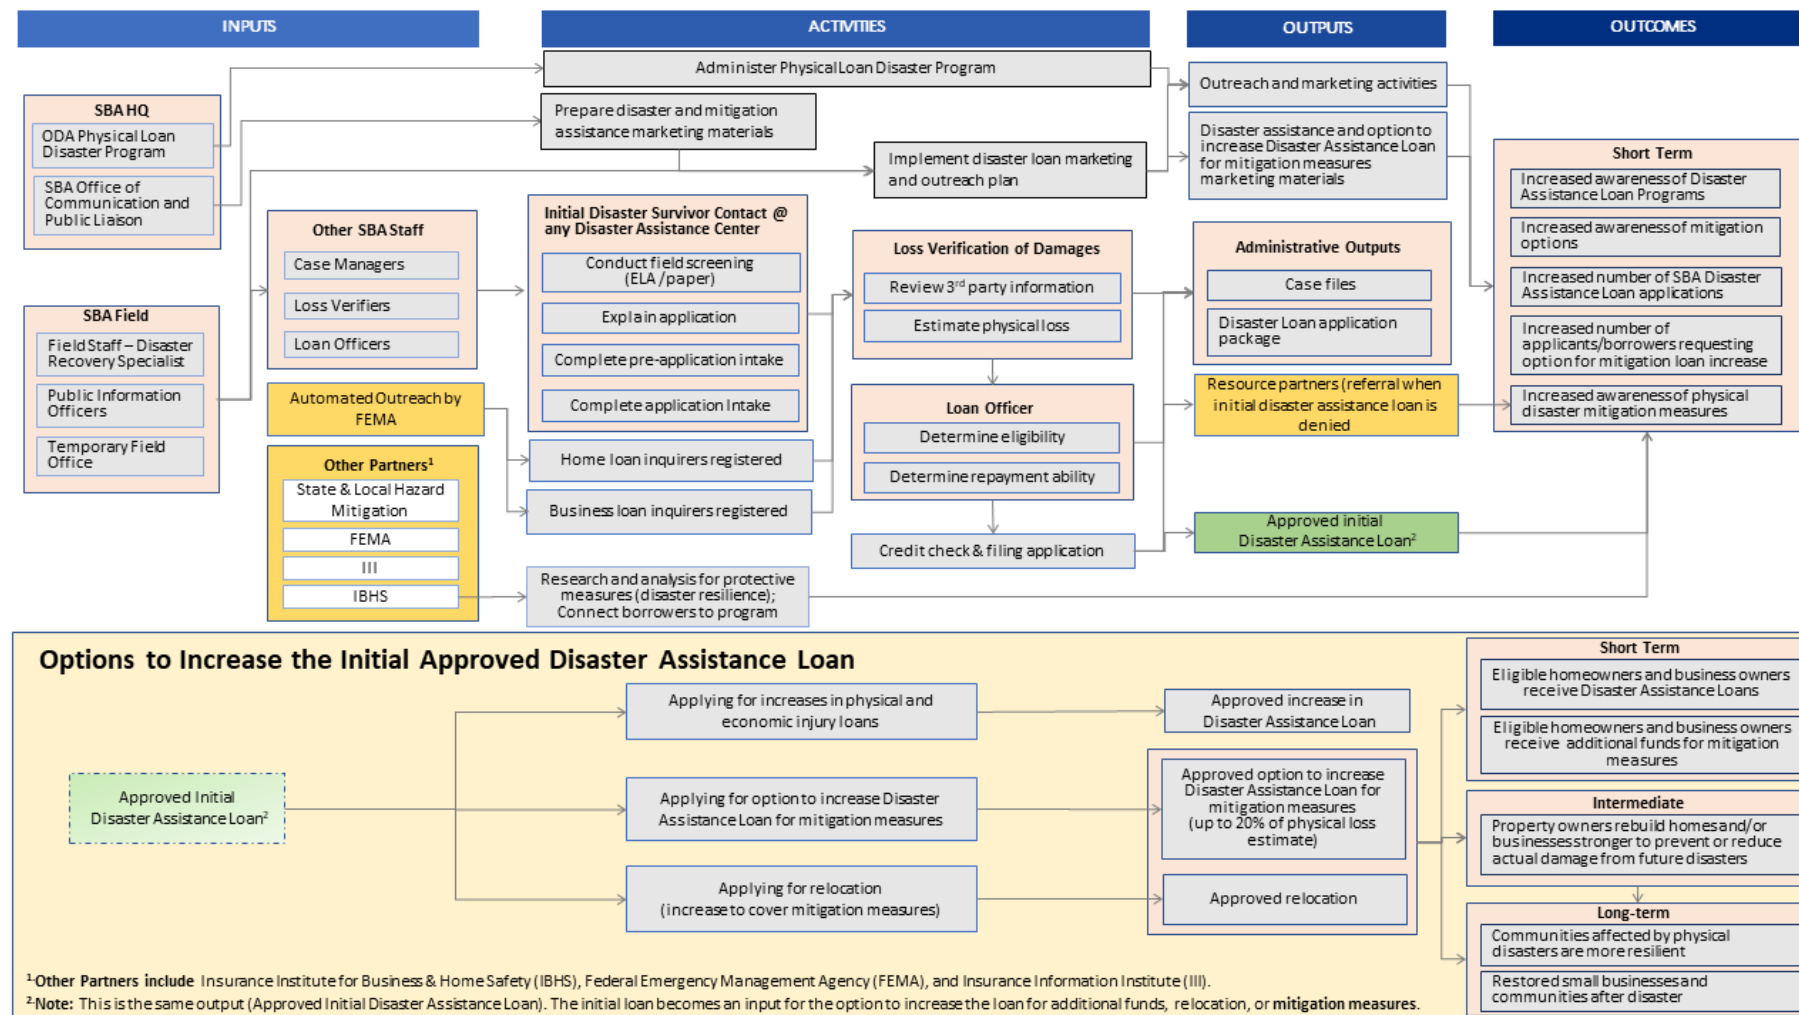 INPUTS
ACTIVITIES
OUTPUTS
OUTCOMES
SBA HQ
ODA Physical Loan
Disaster Program
SBA Office of
Communication and
Public Liaison
SBA Field
Field Staff – Disaster
Recovery Specialist
Public Information
Officers
Temporary Field
Office
Other SBA Staff
Case Managers
Loss Verifiers
Loan Officers
Automated Outreach by
FEMA
Other Partners1
State & Local Hazard
Mitigation
FEMA
III
IBHS
Administer Physical Loan Disaster Program
Prepare disaster and mitigation
assistance marketing materials
Implement disaster loan marketing
and outreach plan
Initial Disaster Survivor Contact @
any Disaster Assistance Center
Conduct field screening
(ELA /paper)
Explain application
Complete pre-application intake
Complete application Intake
Home loan inquirers registered
Business loan inquirers registered
Research and analysis for protective
measures (disaster resilience);
Connect borrowers to program
Loss Verification of Damages
Review 3rd party information
Estimate physical loss
Loan Officer
Determine eligibility
Determine repayment ability
Credit check & filing application
Outreach and marketing activities
Disaster assistance and option to
increase Disaster Assistance Loan
for mitigation measures
marketing materials
Administrative Outputs
Case files
Disaster Loan application
package
Resource partners (referral when
initial disaster assistance loan is
denied
Approved initial
Disaster Assistance Loan2
Short Term
Increased awareness of Disaster
Assistance Loan Programs
Increased awareness of mitigation
options
Increased number of SBA Disaster
Assistance Loan applications
Increased number of
applicants/borrowers requesting
option for mitigation loan increase
Increased awareness of physical
disaster mitigation measures
Options to Increase the Initial Approved Disaster Assistance Loan
Approved Initial
Disaster Assistance Loan2
Applying for increases in physical and
economic injury loans
Applying for option to increase Disaster
Assistance Loan for mitigation measures
Applying for relocation
(increase to cover mitigation measures)
Approved increase in
Disaster Assistance Loan
Approved option to increase
Disaster Assistance Loan for
mitigation measures
(up to 20% of physical loss
estimate)
Approved relocation
Short Term
Eligible homeowners and business owners
receive Disaster Assistance Loans
Eligible homeowners and business owners
receive additional funds for mitigation
measures
Intermediate
Property owners rebuild homes and/or
businesses stronger to prevent or reduce
actual damage from future disasters
Long-term
Communities affected by physical
disasters are more resilient
Restored small businesses and
communities after disaster
1-Other Partners include Insurance Institute for Business & Home Safety (IBHS), Federal Emergency Management Agency (FEMA), and Insurance Information Institute (III).
2-Note: This is the same output (Approved Initial Disaster Assistance Loan). The initial loan becomes an input for the option to increase the loan for additional funds, relocation, or mitigation measures.